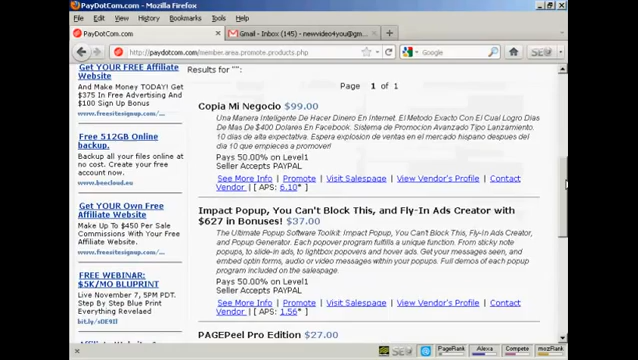 PayDotCom.com - Mozilla Firefox
File Edit View History Bookmarks Tools Help
PayDotCom.com
Gmail - Inbox (145) - newvideo4you@gm...
http://paydotcom.com/member.area.promote.products.php
Google
Get YOUR FREE Affiliate
Website
And Make Money TODAY! Get
$375 In Free Advertising And
$100 Sign Up Bonus
www.freetsitesignup.com/...
Free 512GB Online
backup.
Backup all your files online at
no cost. Create your free
account now.
www.beecloud.eu
Get YOUR Own Free
Affiliate Website
Make Up To $450 Per Sale
Commissions With Your Free
Affiliate Website.
www.freetsitesignup.com/...
FREE WEBINAR:
$5K/MO BLUPRINT
Live November 7, 5PM PDT.
Step By Step Blue Print
Everything Revealed
Results for "":
Page 1 of 1
Copia Mi Negocio $99.00
Una Manera Inteligente De Hacer Dinero En Internet. El Metodo Exacto Con El Cual Logro Dias
De Mas De $400 Dolares En Facebook. Sistema de Promocion Avanzado Tipo Lanzamiento.
10 dias de alta expectativa. Espera explosion de ventas en el mercado hispano despues del
dia 10 que empieces a promover!
Pays 50.00% on Level1
Seller Accepts PAYPAL
See More Info | Promote | Visit Salespage | View Vendor's Profile | Contact
Vendor | [ APS: 6.10* ]
Impact Popup, You Can't Block This, and Fly-In Ads Creator with
$627 in Bonuses! $37.00
The Ultimate Popup Software Toolkit: Impact Popup, You Can't Block This, Fly-In Ads Creator,
and Popup Generator. Each popover program fulfills a unique function. From sticky note
popups, to slide-in ads, to lightbox popovers and hover ads. Get your messages seen, and
embed optin forms, audio or video messages within your popups. Full demos of each popup
program included on the salespage.
Pays 50.00% on Level1
Seller Accepts PAYPAL
See More Info | Promote | Visit Salespage | View Vendor's Profile | Contact
Vendor | [ APS: 1.56* ]
PAGEPeel Pro Edition $27.00
PageRank Alexa Compete mozRank